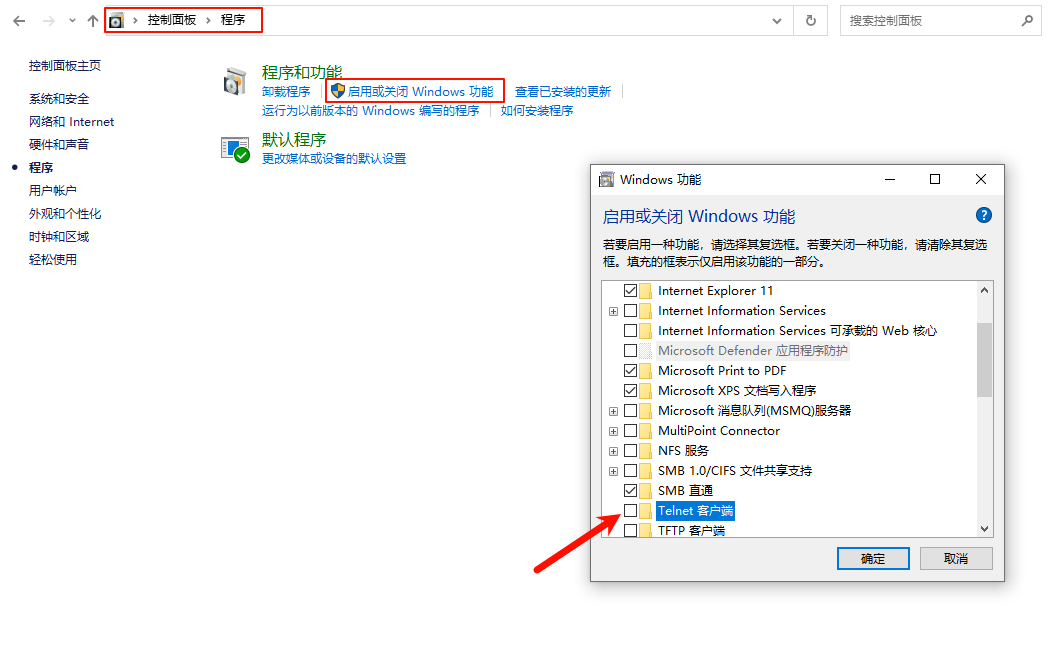 控制面板 › 程序
搜索控制面板
控制面板主页
系统和安全
网络和 Internet
硬件和声音
程序
用户帐户
外观和个性化
时钟和区域
轻松使用
程序和功能
卸载程序 启用或关闭 Windows 功能 查看已安装的更新
运行为以前版本的 Windows 编写的程序 如何安装程序
默认程序
更改媒体或设备的默认设置
Windows 功能
启用或关闭 Windows 功能
若要启用一种功能，请选择其复选框。若要关闭一种功能，请清除其复选
框。填充的框表示仅启用该功能的一部分。
Internet Explorer 11
Internet Information Services
Internet Information Services 可承载的 Web 核心
Microsoft Defender 应用程序防护
Microsoft Print to PDF
Microsoft XPS 文档写入程序
Microsoft 消息队列(MSMQ)服务器
MultiPoint Connector
NFS 服务
SMB 1.0/CIFS 文件共享支持
SMB 直通
Telnet 客户端
TFTP 客户端
确定 取消